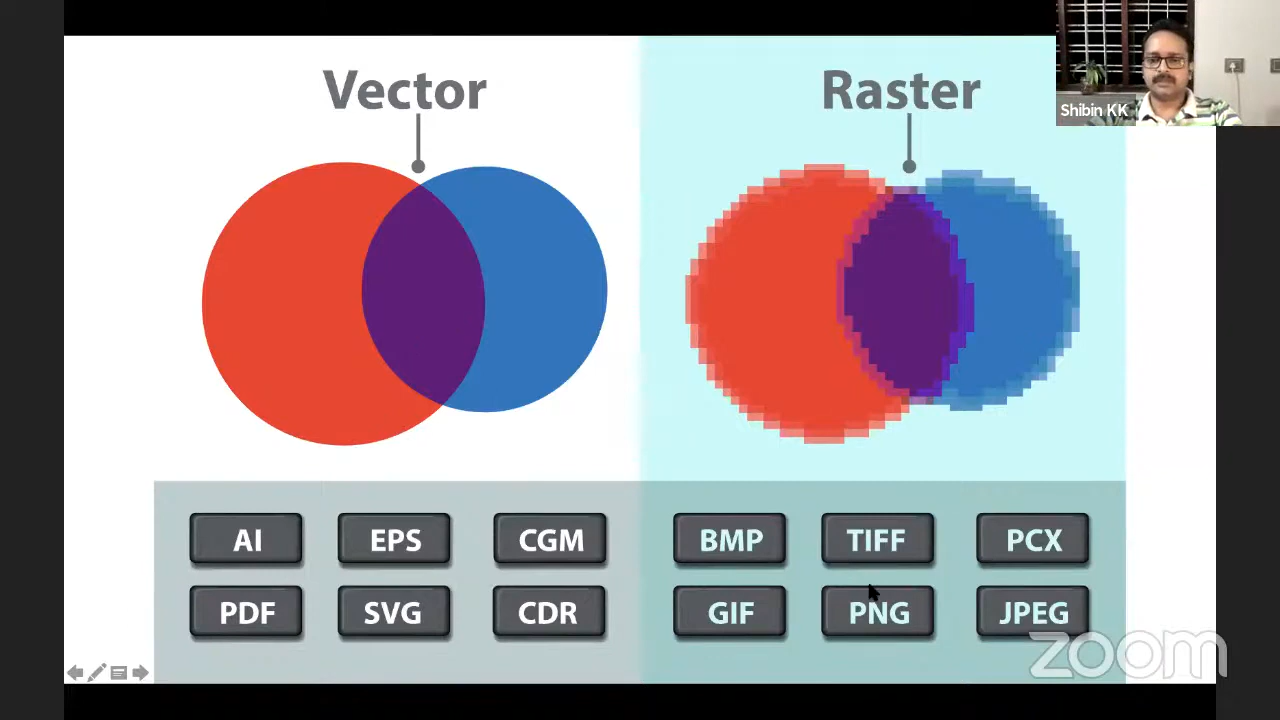 Vector
Raster
Shibin KK
AI EPS CGM BMP TIFF PCX
PDF SVG CDR GIF PNG JPEG
zoom